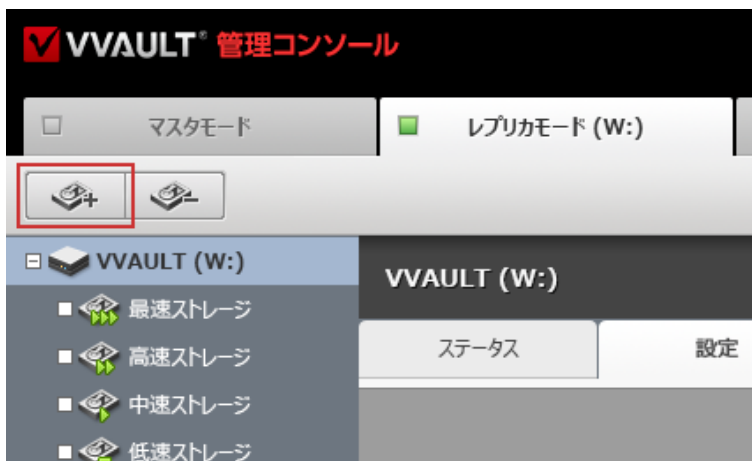 VVAULT® 管理コンソール
マスタモード
レプリカモード (W:)
VVAULT (W:)
最速ストレージ
高速ストレージ
中速ストレージ
低速ストレージ
VVAULT (W:)
ステータス
設定